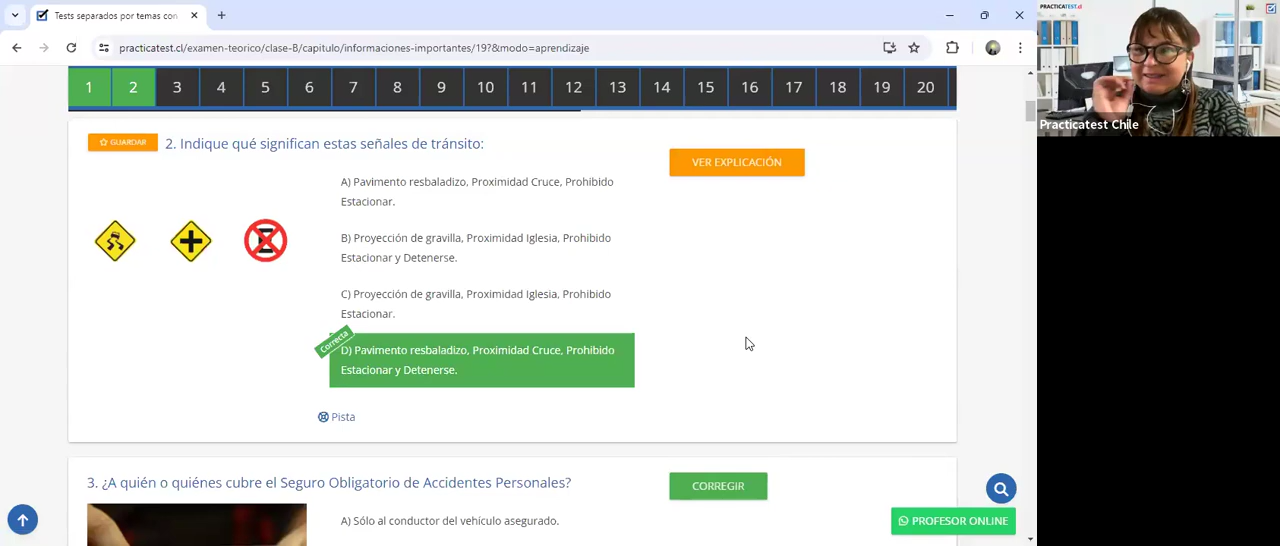 Tests separados por temas con
practicatest.cl/examen-teorico/clase-B/capitulo/informaciones-importantes/19?&modo=aprendizaje
1 2 3 4 5 6 7 8 9 10 11 12 13 14 15 16 17 18 19 20
GUARDAR
2. Indique qué significan estas señales de tránsito:
VER EXPLICACIÓN
A) Pavimento resbaladizo, Proximidad Cruce, Prohibido
Estacionar.
B) Proyección de gravilla, Proximidad Iglesia, Prohibido
Estacionar y Detenerse.
C) Proyección de gravilla, Proximidad Iglesia, Prohibido
Estacionar.
Correcta
D) Pavimento resbaladizo, Proximidad Cruce, Prohibido
Estacionar y Detenerse.
E
Pista
3. ¿A quién o quiénes cubre el Seguro Obligatorio de Accidentes Personales?
CORREGIR
A) Sólo al conductor del vehículo asegurado.
PROFESOR ONLINE
PRACTICATEST.cl
Practicatest Chile